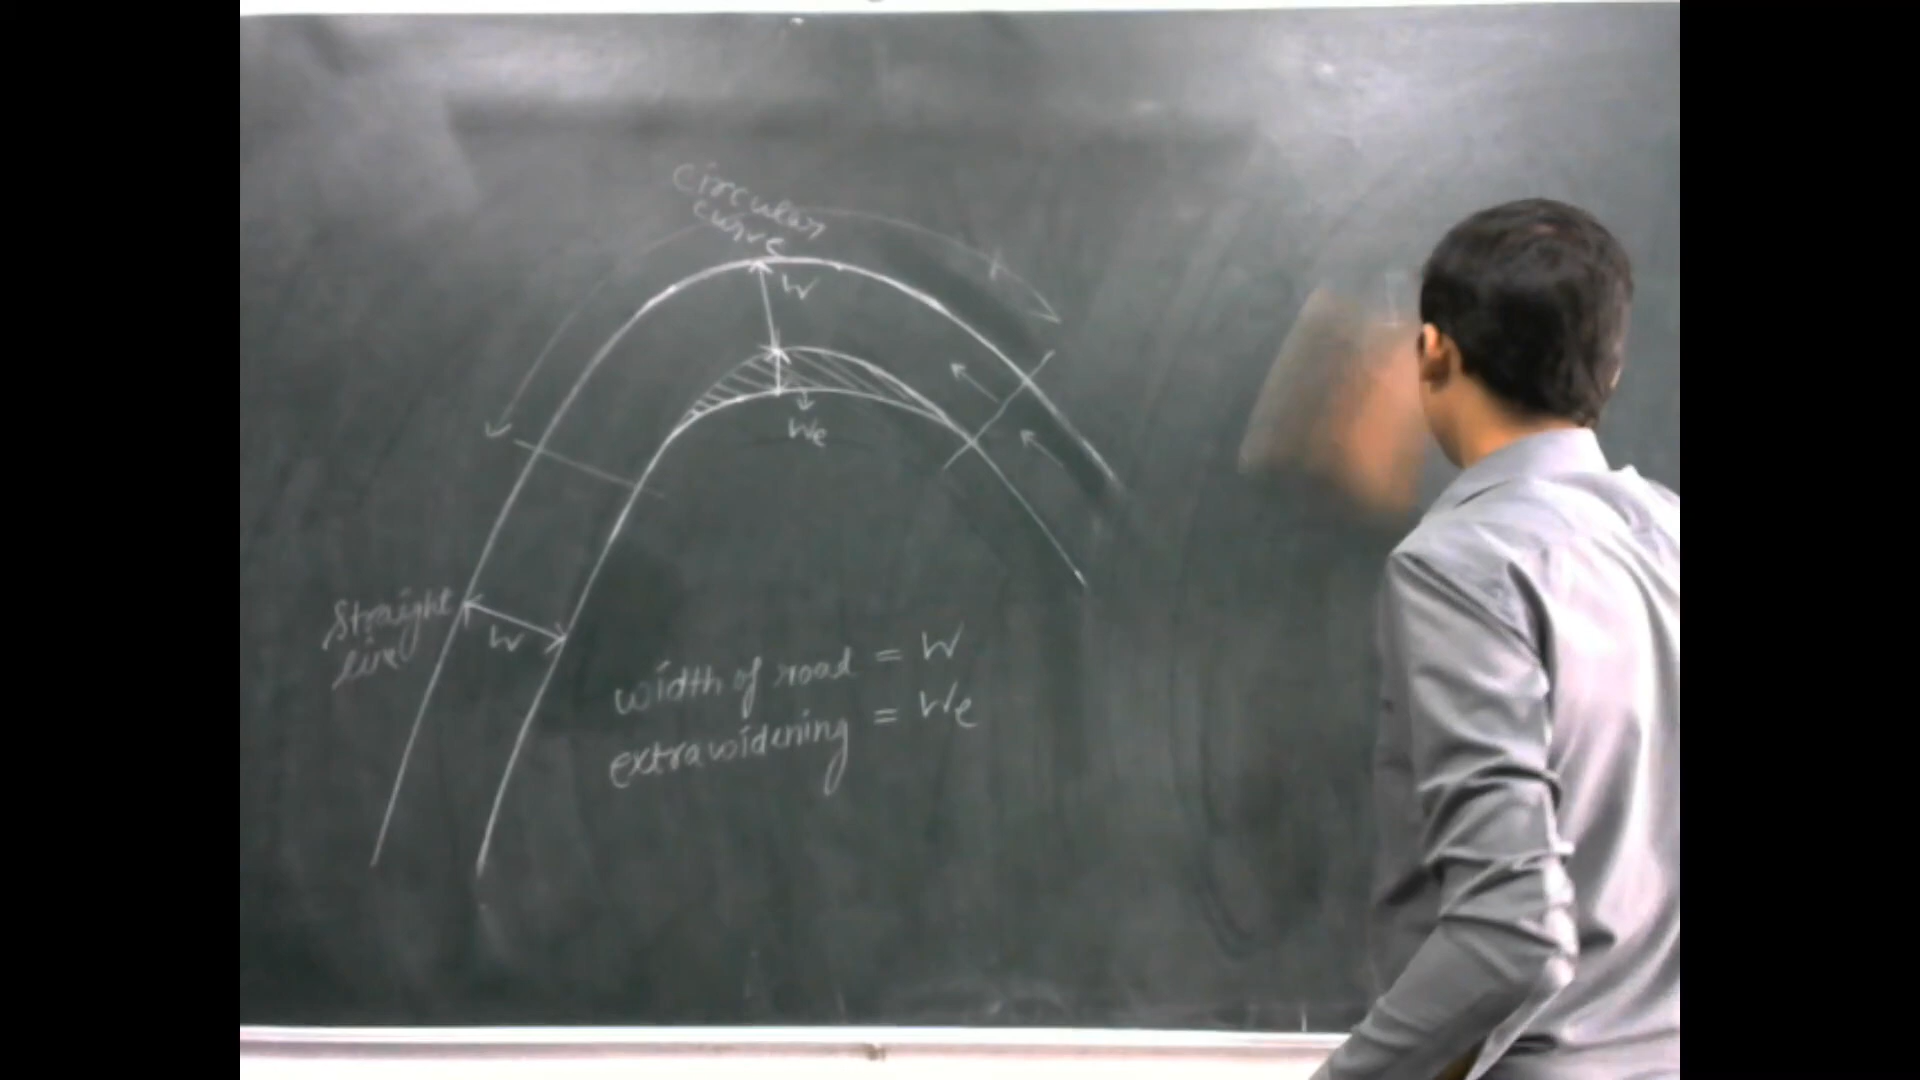 circular
curve
W
We
Straight
line
W
width of road = W
extra widening = We